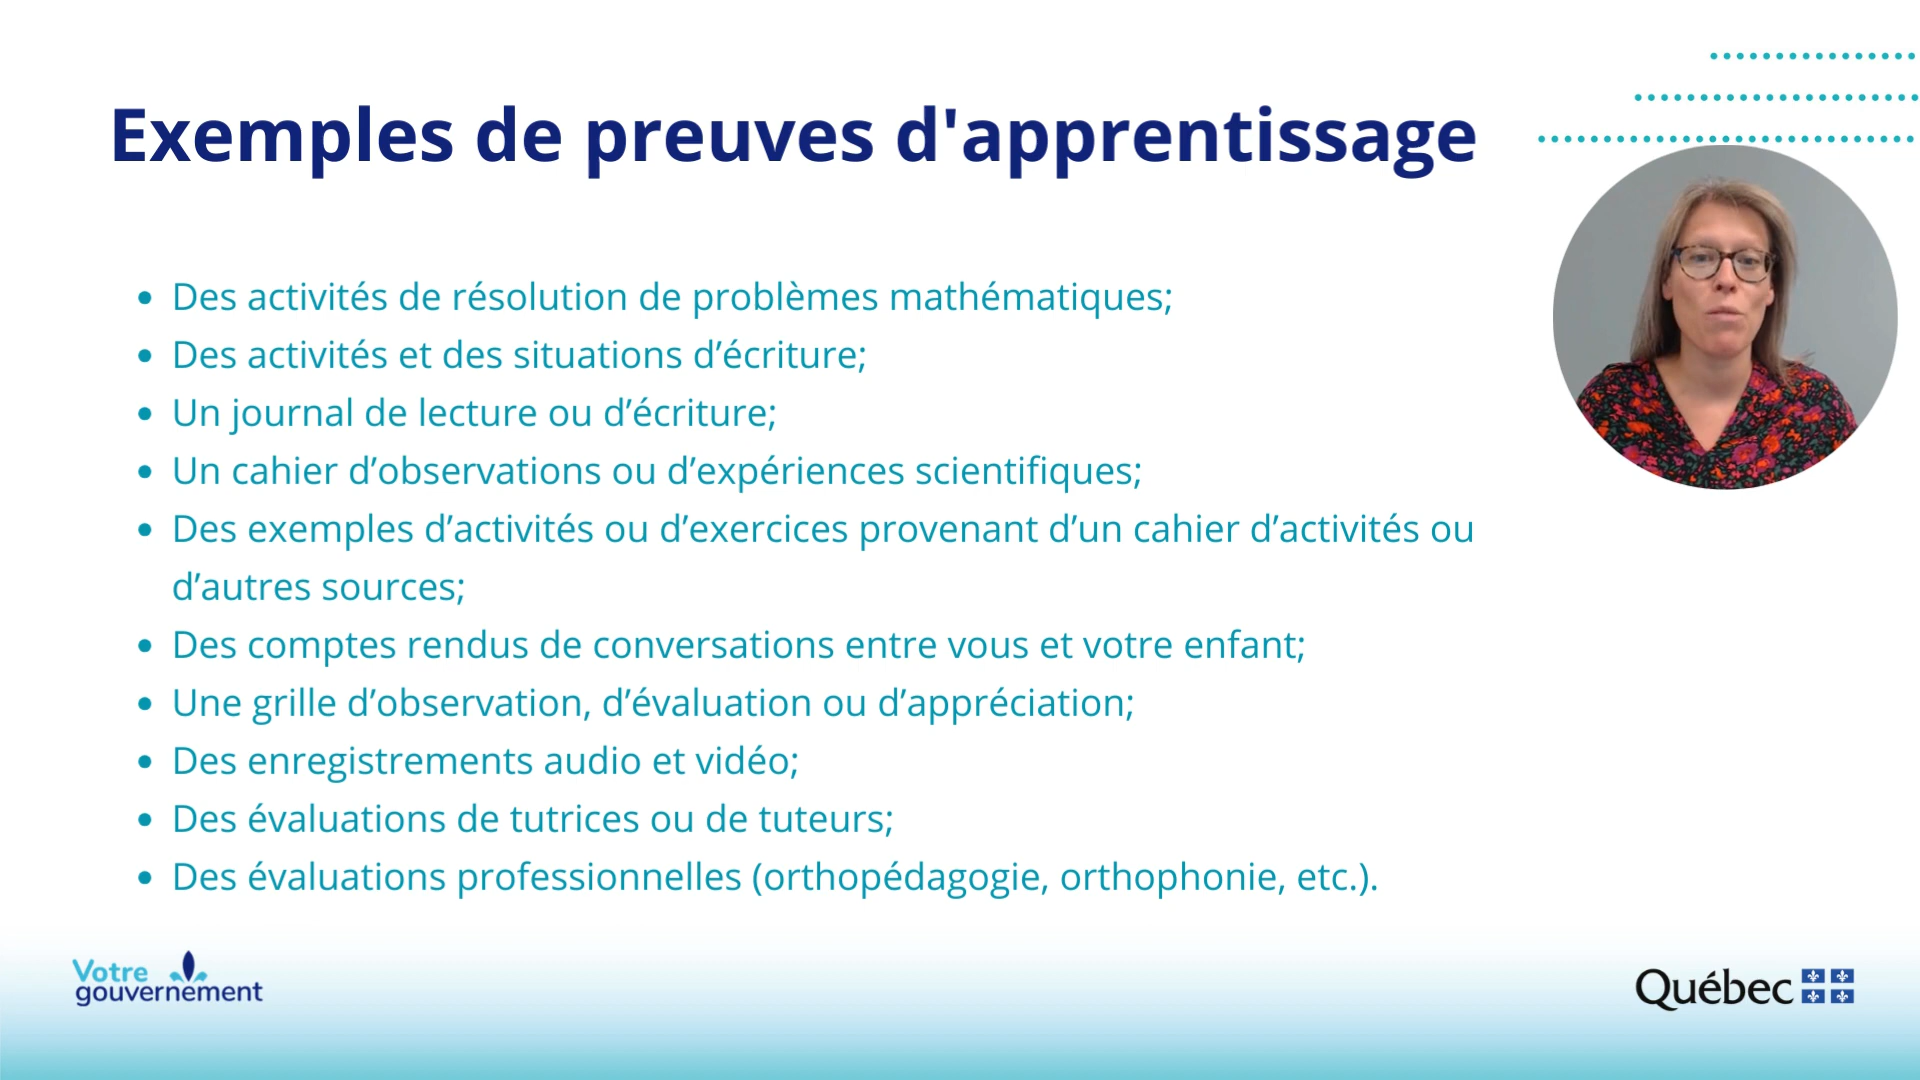 Exemples de preuves d'apprentissage
• Des activités de résolution de problèmes mathématiques;
• Des activités et des situations d’écriture;
• Un journal de lecture ou d’écriture;
• Un cahier d’observations ou d’expériences scientifiques;
• Des exemples d’activités ou d’exercices provenant d’un cahier d’activités ou
d’autres sources;
• Des comptes rendus de conversations entre vous et votre enfant;
• Une grille d’observation, d’évaluation ou d’appréciation;
• Des enregistrements audio et vidéo;
• Des évaluations de tutrices ou de tuteurs;
• Des évaluations professionnelles (orthopédagogie, orthophonie, etc.).
Votre
gouvernement
Québec